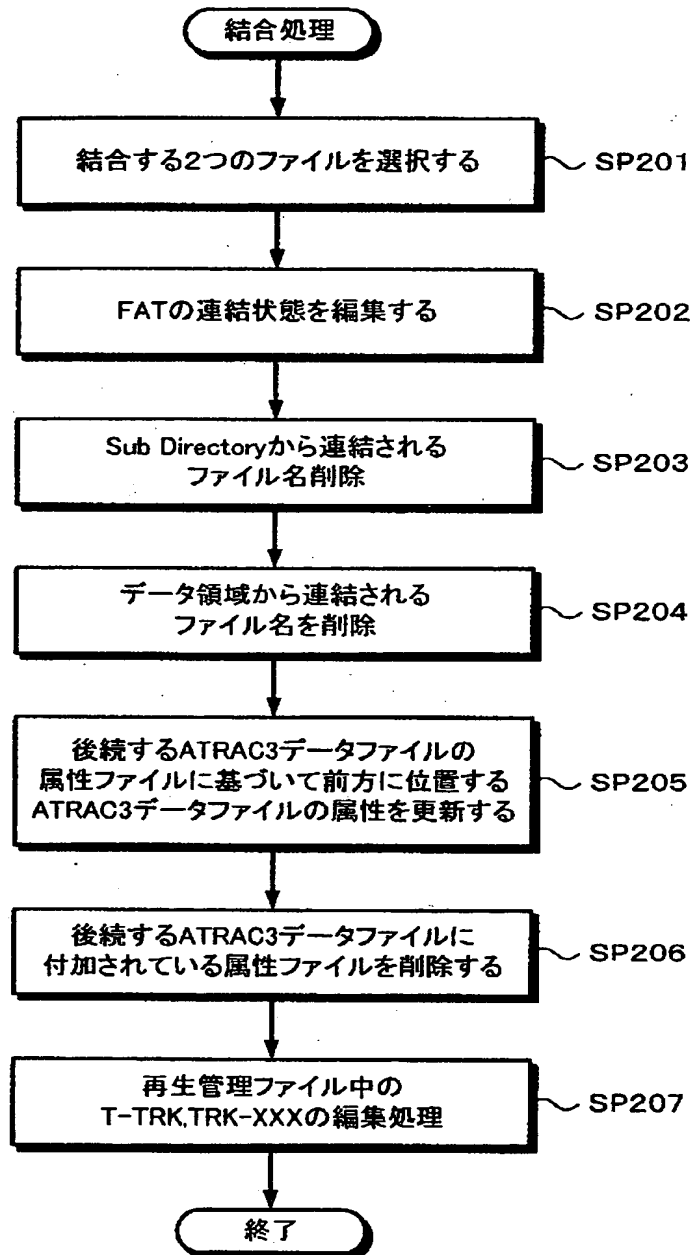 結合処理
結合する2つのファイルを選択する
SP201
FATの連結状態を編集する
SP202
Sub Directoryから連結される
ファイル名削除
SP203
データ領域から連結される
ファイル名を削除
SP204
後続するATRAC3データファイルの
属性ファイルに基づいて前方に位置する
ATRAC3データファイルの属性を更新する
SP205
後続するATRAC3データファイルに
付加されている属性ファイルを削除する
SP206
再生管理ファイル中の
T-TRK,TRK-XXXの編集処理
SP207
終了